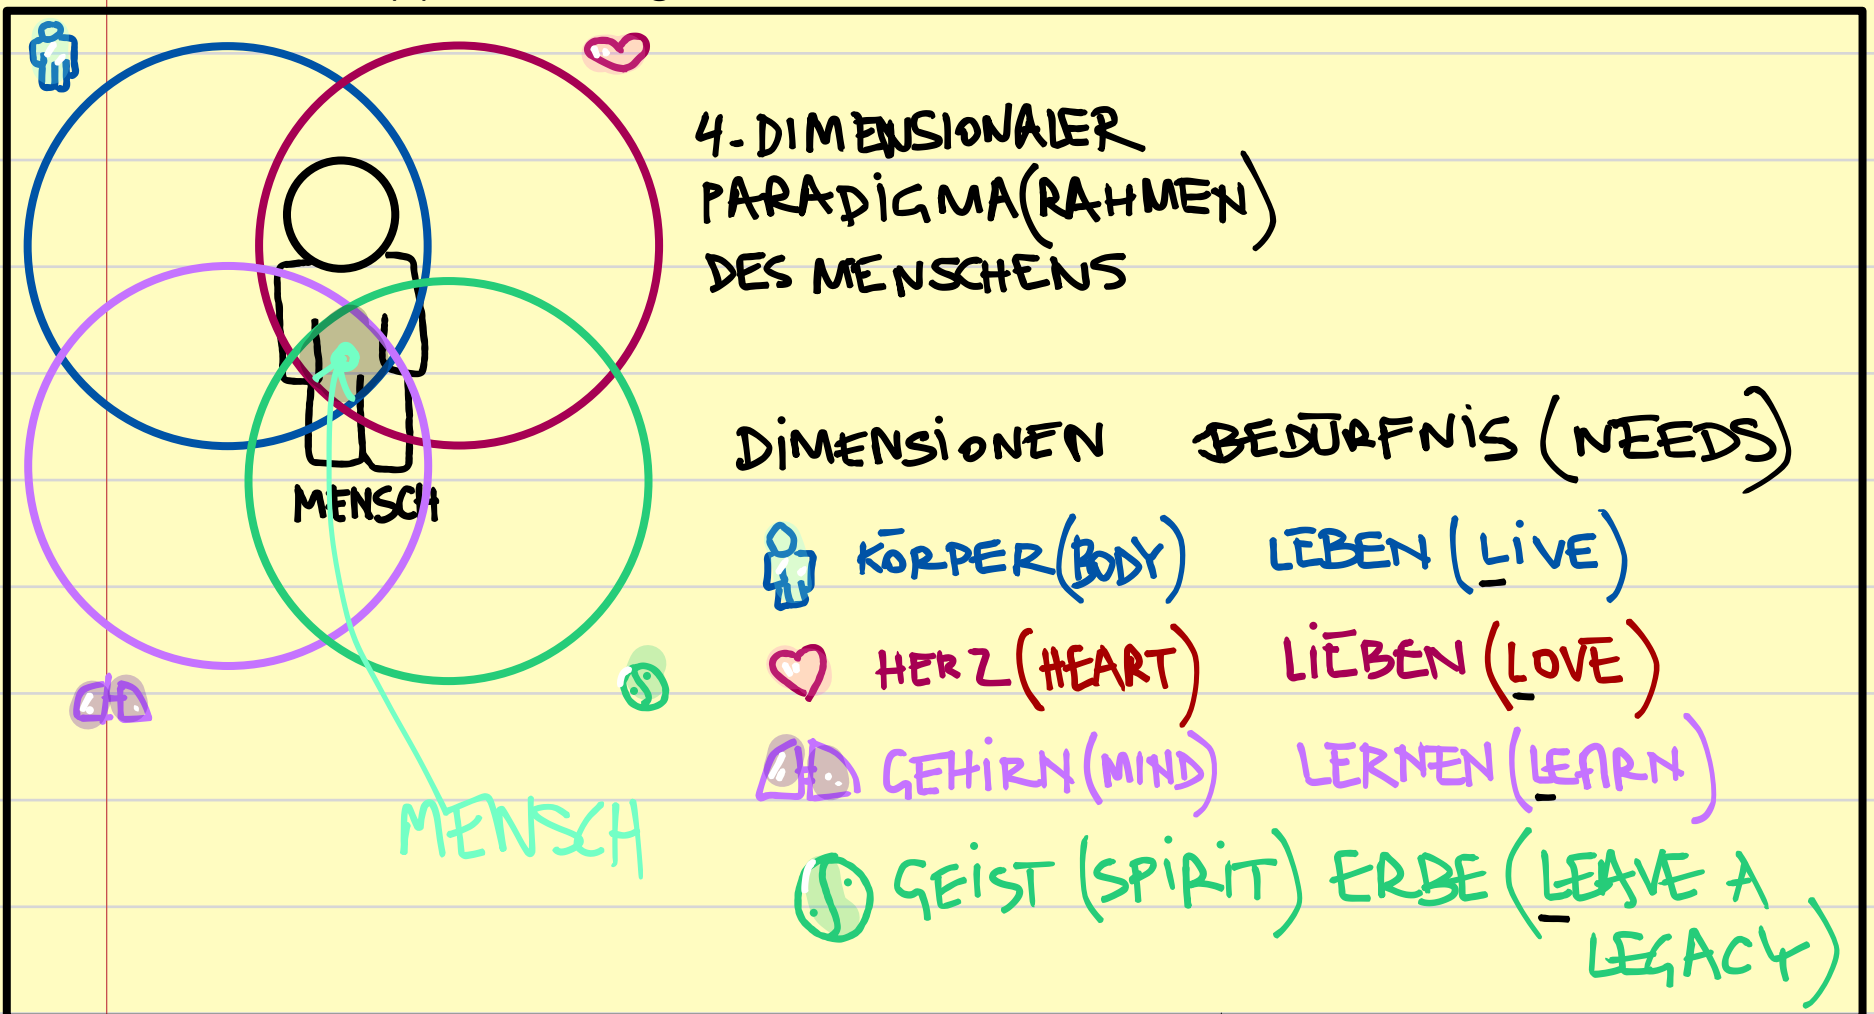 4-DIMENSIONALER
PARADIGMA (RAHMEN)
DES MENSCHENS
MENSCH
MENSCH
DIMENSIONEN BEDÜRFNIS (NEEDS)
KÖRPER (BODY) LEBEN (LIVE)
HERZ (HEART) LIEBEN (LOVE)
GEHIRN (MIND) LERNEN (LEARN)
GEIST (SPIRIT) ERBE (LEAVE A
LEGACY)